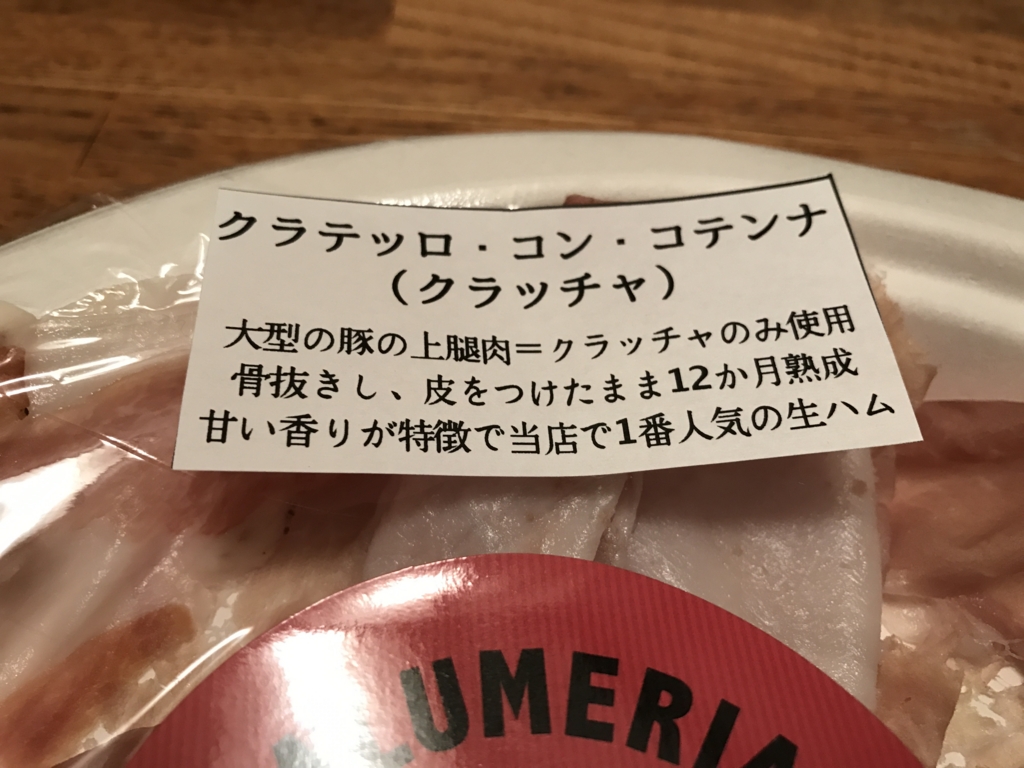 クラテッロ・コン・コテンナ
（クラッチャ）
大型の豚の上腿肉＝クラッチャのみ使用
骨抜きし、皮をつけたまま12か月熟成
甘い香りが特徴で当店で1番人気の生ハム